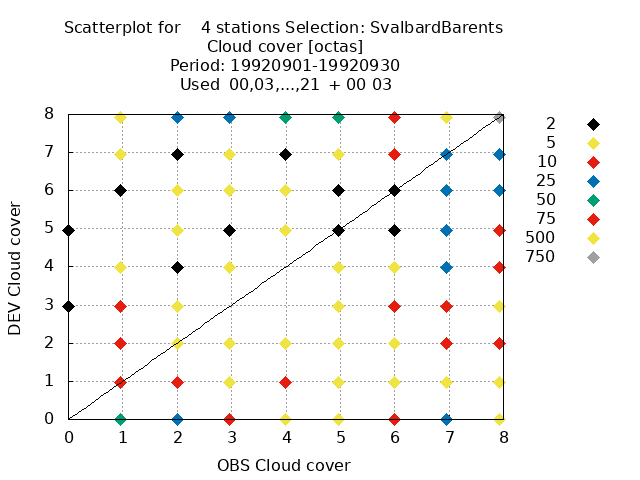 Scatterplot for 4 stations Selection: SvalbardBarents
Cloud cover [octas]
Period: 19920901-19920930
Used 00,03,...,21 + 00 03
8
7
6
5
4
3
2
1
0
DEV Cloud cover
0 1 2 3 4 5 6 7 8
OBS Cloud cover
2
5
10
25
50
75
500
750